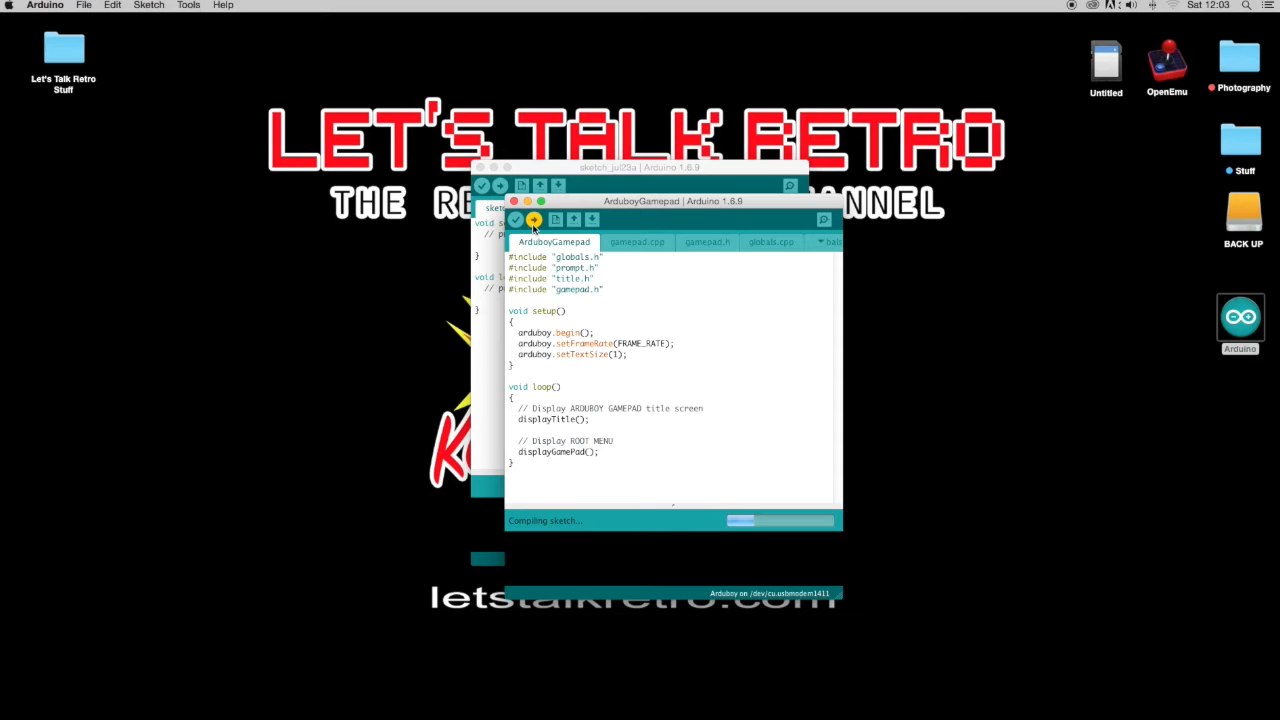 Arduino File Edit Sketch Tools Help
Sat 12:03
Let's Talk Retro
Stuff
Untitled
OpenEmu
Photography
LET'S TALK RETRO
Stuff
sketch_jul23a | Arduino 1.6.9
THE RE
HANNEL
ArduboyGamepad | Arduino 1.6.9
BACK UP
ArduboyGamepad
gamepad.cpp
gamepad.h
globals.cpp
void s
// p
}
void lo
// p
}
#include "globals.h"
#include "prompt.h"
#include "title.h"
#include "gamepad.h"
void setup()
{
arduboy.begin();
arduboy.setFrameRate(FRAME_RATE);
arduboy.setTextSize(1);
}
void loop()
{
// Display ARDUBOY GAMEPAD title screen
displayTitle();
// Display ROOT MENU
displayGamePad();
}
Arduino
Compiling sketch...
Arduboy on /dev/cu.usbmodem1411
letstalkretro.com